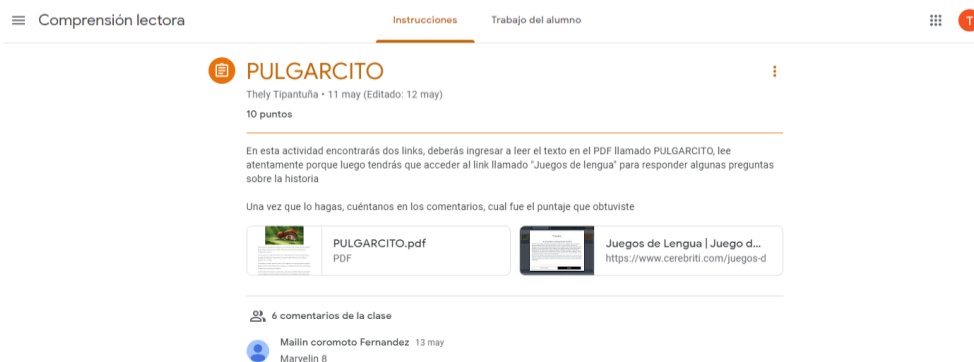 Comprensión lectora
Instrucciones
Trabajo del alumno
T
PULGARCITO
Thely Tipantuña • 11 may (Editado: 12 may)
10 puntos
En esta actividad encontrarás dos links, deberás ingresar a leer el texto en el PDF llamado PULGARCITO, lee
atentamente porque luego tendrás que acceder al link llamado "Juegos de lengua" para responder algunas preguntas
sobre la historia
Una vez que lo hagas, cuéntanos en los comentarios, cual fue el puntaje que obtuviste
PULGARCITO.pdf
PDF
Juegos de Lengua | Juego d...
https://www.cerebriti.com/juegos-d
6 comentarios de la clase
Mailin coromoto Fernandez 13 may
Marvelin 8